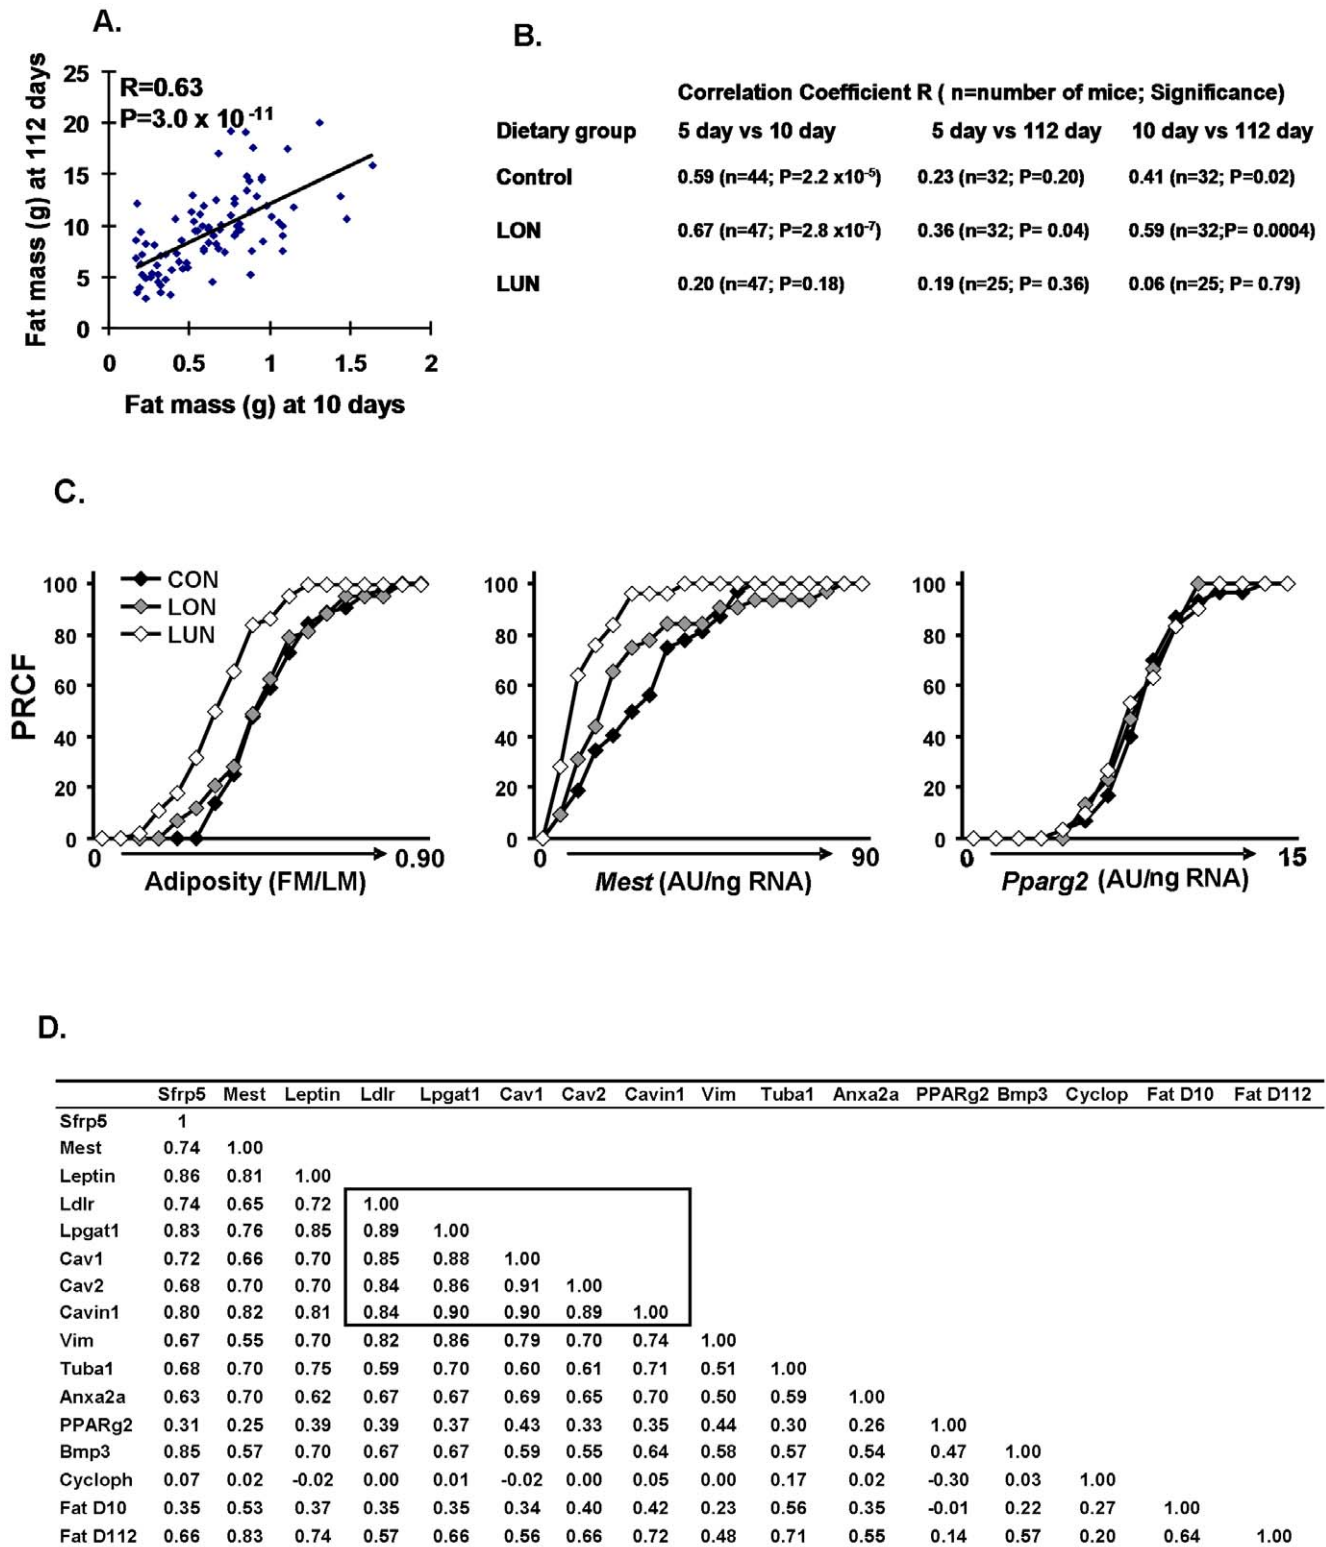 A.
25
20
15
10
5
0
R=0.63
P=3.0 x 10 -11
Fat mass (g) at 112 days
0 0.5 1 1.5 2
Fat mass (g) at 10 days
B.
Correlation Coefficient R ( n=number of mice; Significance)
Dietary group 5 day vs 10 day 5 day vs 112 day 10 day vs 112 day
Control 0.59 (n=44; P=2.2 x10-5) 0.23 (n=32; P=0.20) 0.41 (n=32; P=0.02)
LON 0.67 (n=47; P=2.8 x10-7) 0.36 (n=32; P= 0.04) 0.59 (n=32;P= 0.0004)
LUN 0.20 (n=47; P=0.18) 0.19 (n=25; P= 0.36) 0.06 (n=25; P= 0.79)
C.
PRCF
100
80
60
40
20
0
CON
LON
LUN
0 0.90
Adiposity (FM/LM)
100
80
60
40
20
0
0 90
Mest (AU/ng RNA)
100
80
60
40
20
0
0 15
Pparg2 (AU/ng RNA)
D.
Sfrp5 Mest Leptin Ldlr Lpgat1 Cav1 Cav2 Cavin1 Vim Tuba1 Anxa2a PPARg2 Bmp3 Cyclop Fat D10 Fat D112
Sfrp5 1
Mest 0.74 1.00
Leptin 0.86 0.81 1.00
Ldlr 0.74 0.65 0.72 1.00
Lpgat1 0.83 0.76 0.85 0.89 1.00
Cav1 0.72 0.66 0.70 0.85 0.88 1.00
Cav2 0.68 0.70 0.70 0.84 0.86 0.91 1.00
Cavin1 0.80 0.82 0.81 0.84 0.90 0.90 0.89 1.00
Vim 0.67 0.55 0.70 0.82 0.86 0.79 0.70 0.74 1.00
Tuba1 0.68 0.70 0.75 0.59 0.70 0.60 0.61 0.71 0.51 1.00
Anxa2a 0.63 0.70 0.62 0.67 0.67 0.69 0.65 0.70 0.50 0.59 1.00
PPARg2 0.31 0.25 0.39 0.39 0.37 0.43 0.33 0.35 0.44 0.30 0.26 1.00
Bmp3 0.85 0.57 0.70 0.67 0.67 0.59 0.55 0.64 0.58 0.57 0.54 0.47 1.00
Cycloph 0.07 0.02 -0.02 0.00 0.01 -0.02 0.00 0.05 0.00 0.17 0.02 -0.30 0.03 1.00
Fat D10 0.35 0.53 0.37 0.35 0.35 0.34 0.40 0.42 0.23 0.56 0.35 -0.01 0.22 0.27 1.00
Fat D112 0.66 0.83 0.74 0.57 0.66 0.56 0.66 0.72 0.48 0.71 0.55 0.14 0.57 0.20 0.64 1.00